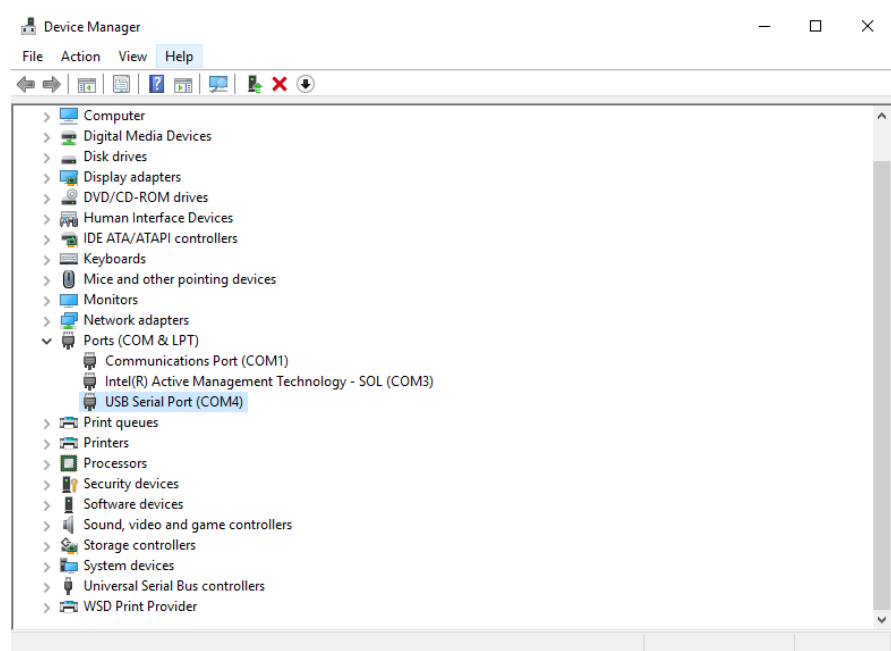 Device Manager
File Action View Help
Computer
Digital Media Devices
Disk drives
Display adapters
DVD/CD-ROM drives
Human Interface Devices
IDE ATA/ATAPI controllers
Keyboards
Mice and other pointing devices
Monitors
Network adapters
Ports (COM & LPT)
Communications Port (COM1)
Intel(R) Active Management Technology - SOL (COM3)
USB Serial Port (COM4)
Print queues
Printers
Processors
Security devices
Software devices
Sound, video and game controllers
Storage controllers
System devices
Universal Serial Bus controllers
WSD Print Provider